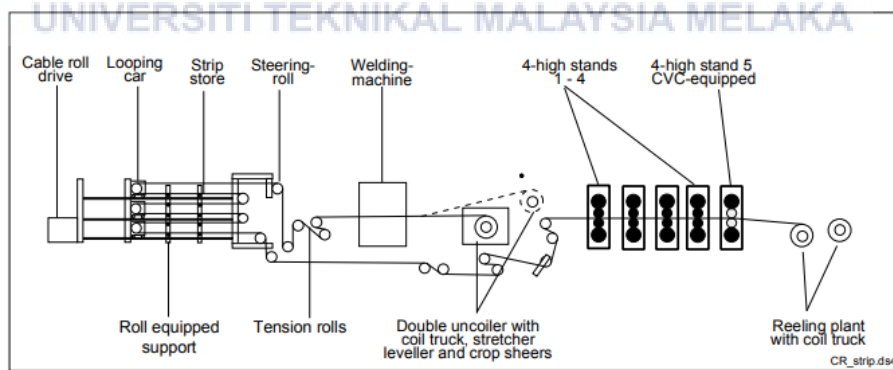 UNIVERSITI TEKNIKAL MALAYSIA MELAKA
Cable roll
drive
Looping
car
Strip
store
Steering-
roll
Welding-
machine
4-high stands
1 - 4
4-high stand 5
CVC-equipped
Roll equipped
support
Tension rolls
Double uncoiler with
coil truck, stretcher
leveller and crop sheers
Reeling plant
with coil truck
CR_strip.ds4